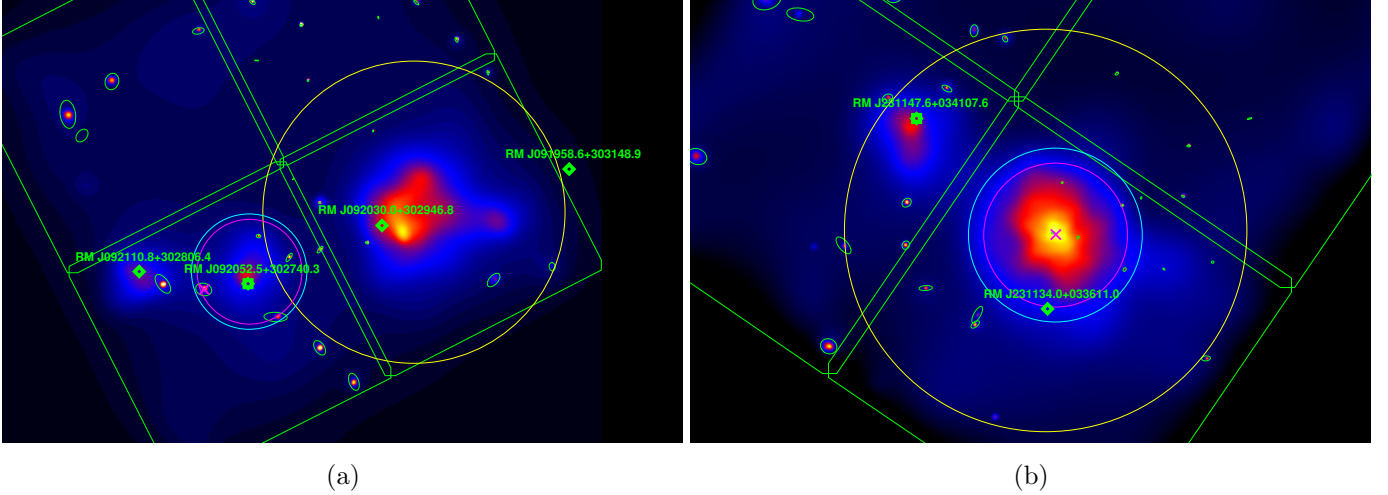 RM J091958.6+303148.9
RM J092030.0+302946.8
RM J092110.8+302806.4
RM J092052.5+302740.3
RM J231147.6+034107.6
RM J231134.0+033611.0
(a)
(b)